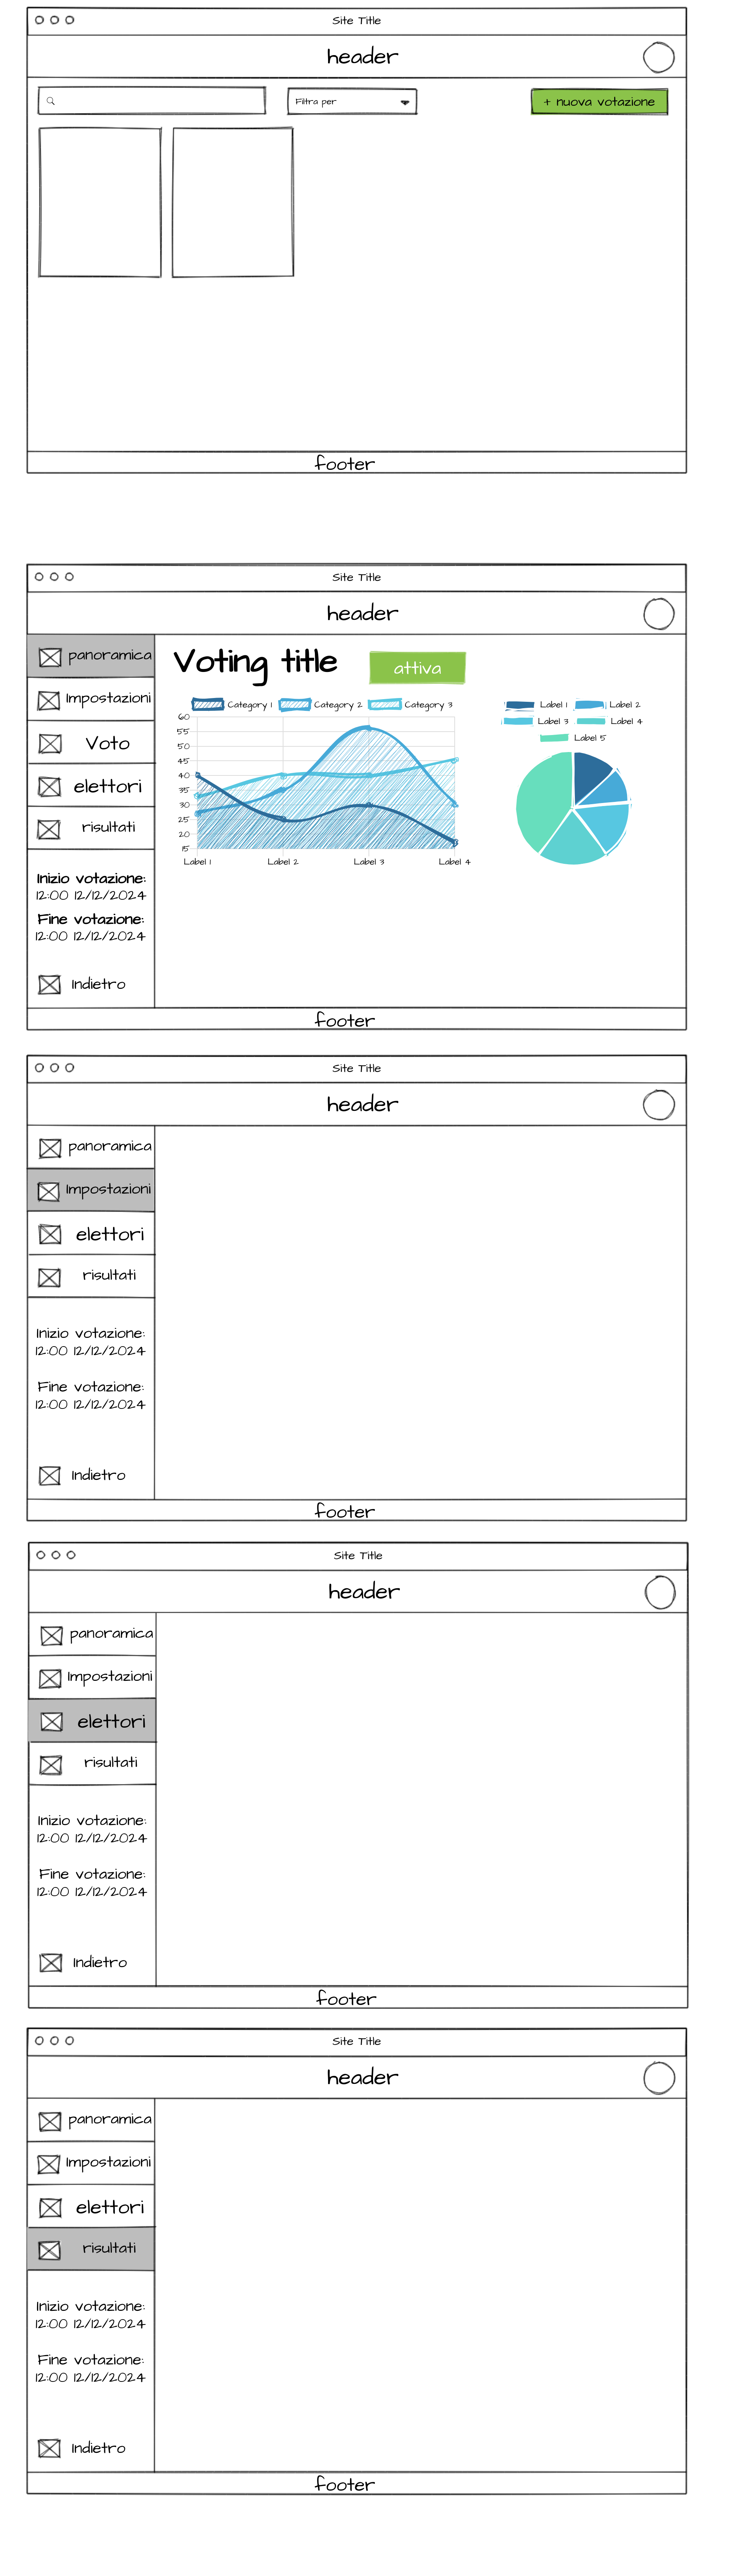 Site Title
header
Filtra per
+ nuova votazione
footer
Site Title
header
panoramica
Voting title
attiva
Impostazioni
Category 1 Category 2 Category 3
Label 1 Label 2
Label 3 Label 4
Label 5
Voto
elettori
risultati
60
55
50
45
40
35
30
25
20
15
Label 1 Label 2 Label 3 Label 4
Inizio votazione:
12:00 12/12/2024
Fine votazione:
12:00 12/12/2024
Indietro
footer
Site Title
header
panoramica
Impostazioni
elettori
risultati
Inizio votazione:
12:00 12/12/2024
Fine votazione:
12:00 12/12/2024
Indietro
footer
Site Title
header
panoramica
Impostazioni
elettori
risultati
Inizio votazione:
12:00 12/12/2024
Fine votazione:
12:00 12/12/2024
Indietro
footer
Site Title
header
panoramica
Impostazioni
elettori
risultati
Inizio votazione:
12:00 12/12/2024
Fine votazione:
12:00 12/12/2024
Indietro
footer